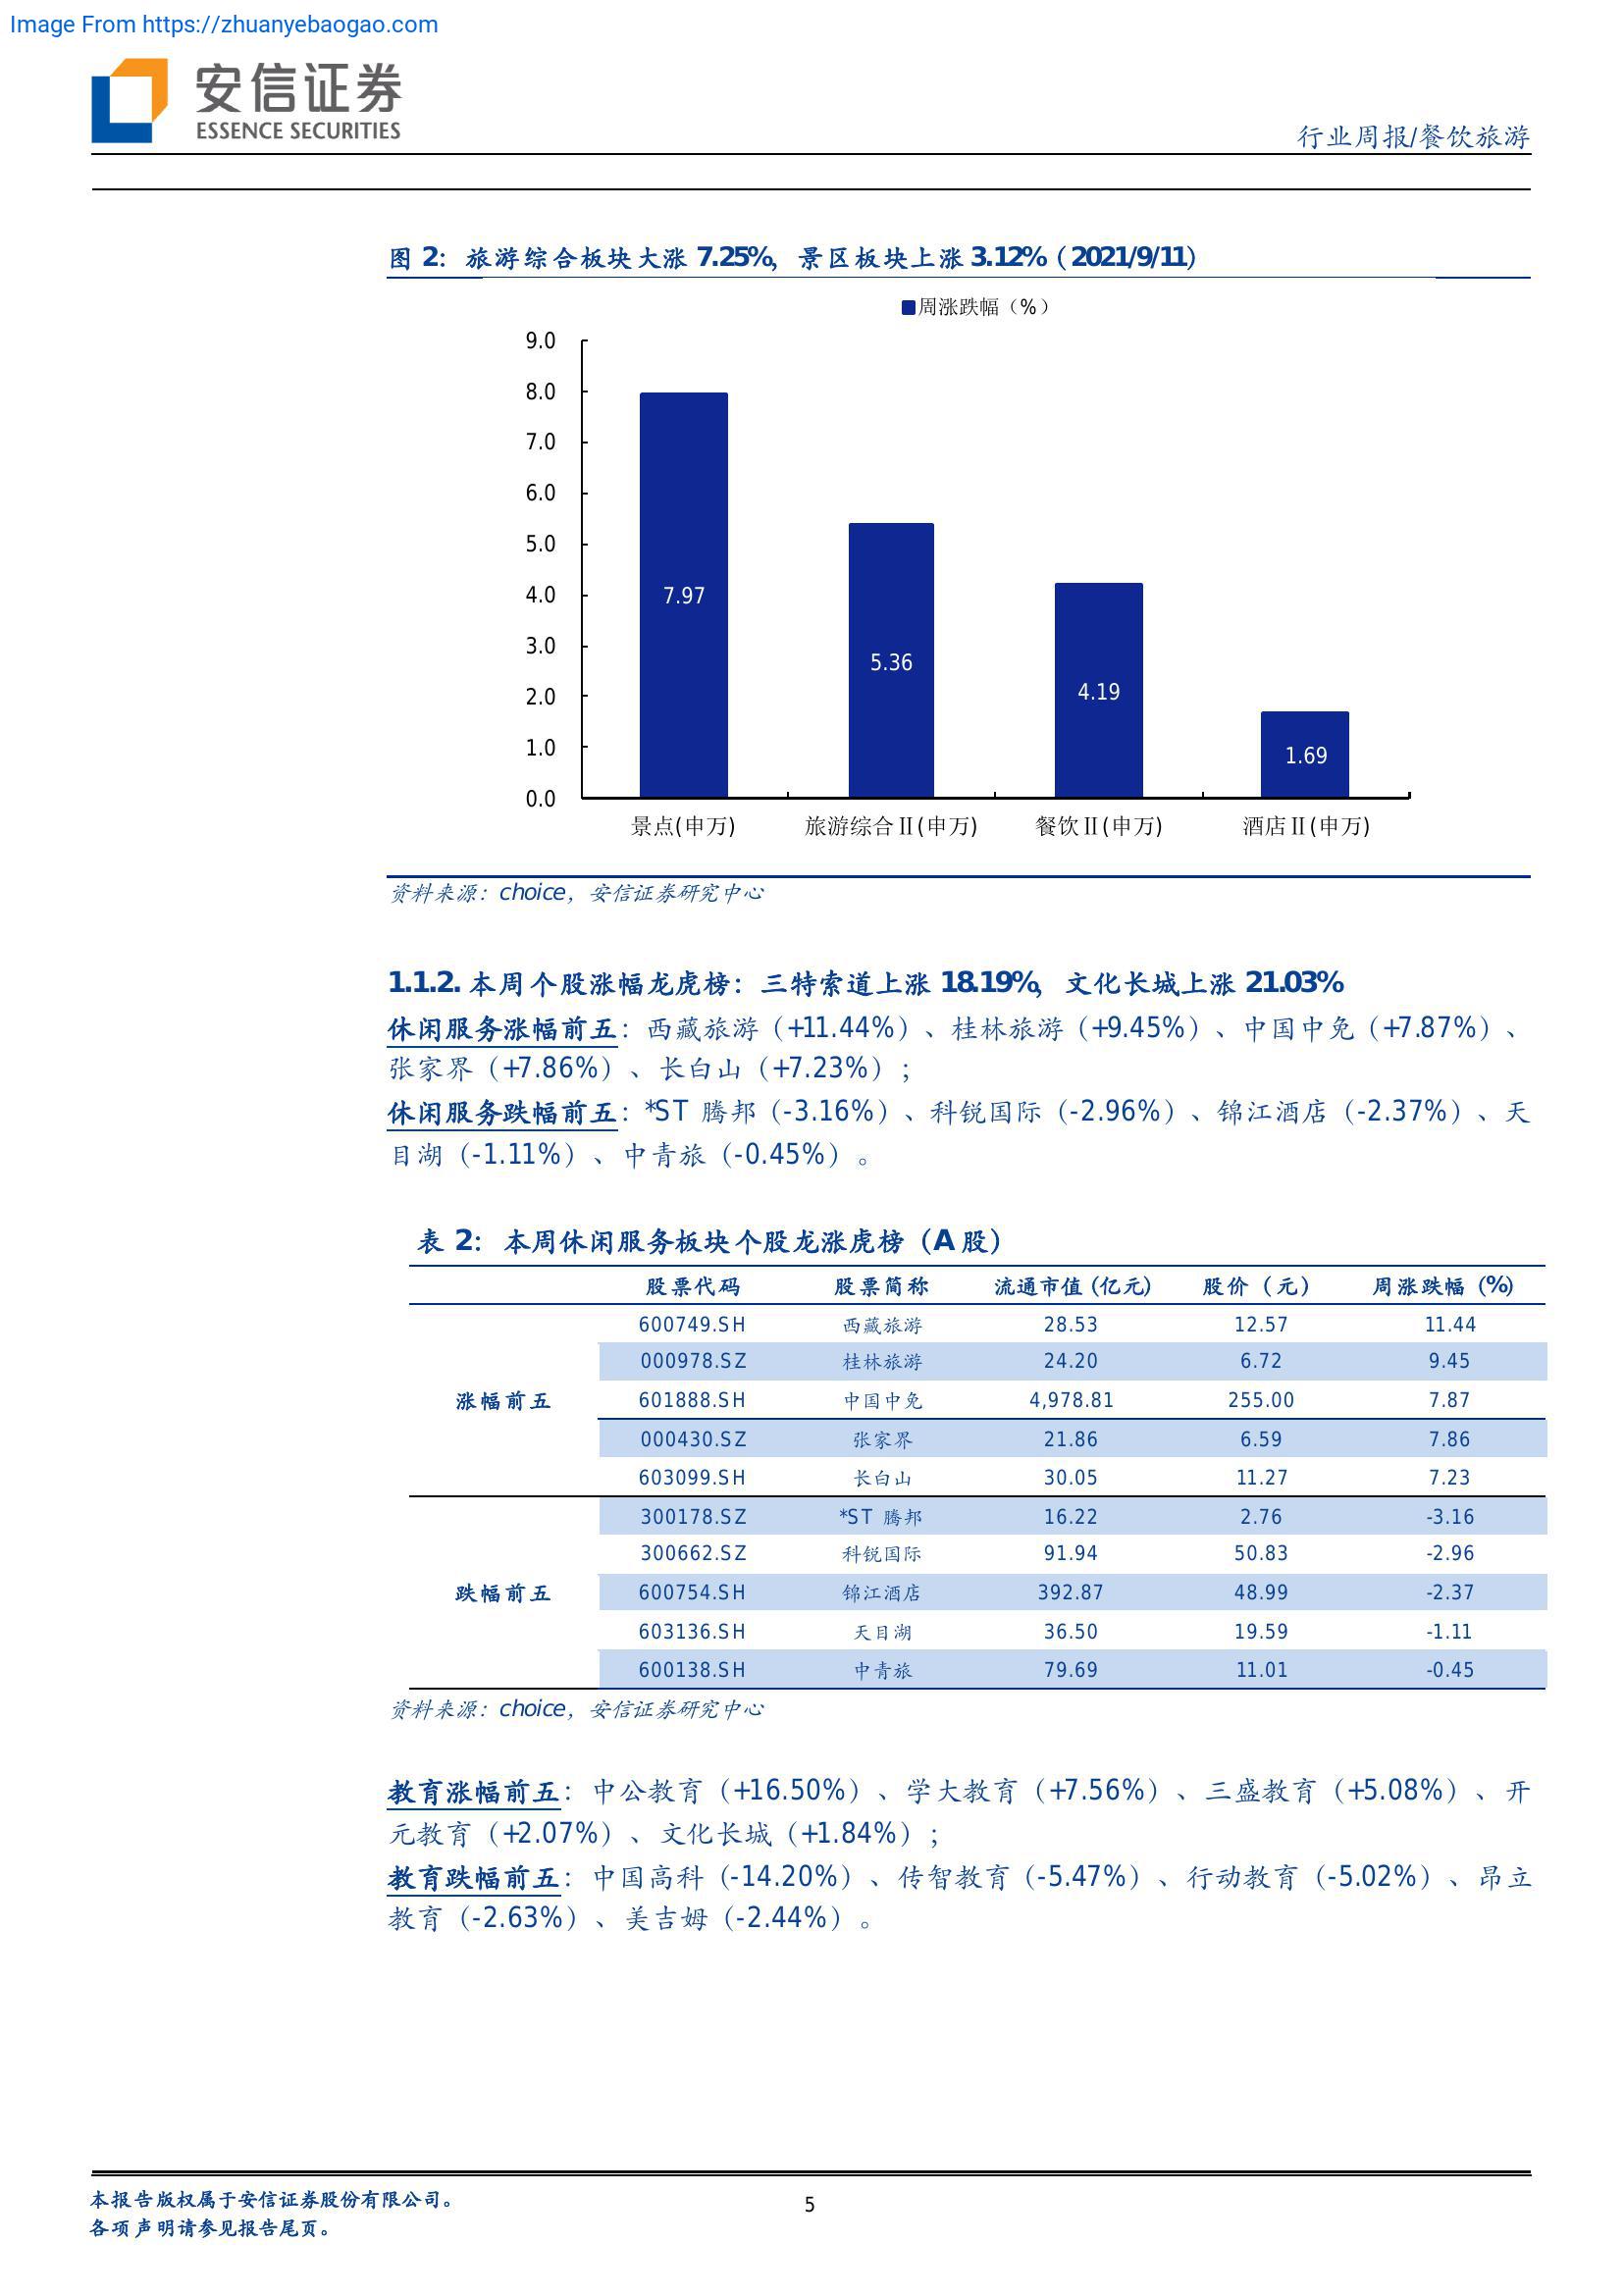 Image From https://zhuanyebaogao.com
安信证券
ESSENCE SECURITIES
行业周报/餐饮旅游
图 2：旅游综合板块大涨 7.25%，景区板块上涨 3.12%（2021/9/11）
周涨跌幅（%）
9.0
8.0
7.0
6.0
5.0
4.0
3.0
2.0
1.0
0.0
7.97
5.36
4.19
1.69
景点(申万) 旅游综合Ⅱ(申万) 餐饮Ⅱ(申万) 酒店Ⅱ(申万)
资料来源：choice，安信证券研究中心
1.1.2. 本周个股涨幅龙虎榜：三特索道上涨 18.19%，文化长城上涨 21.03%
休闲服务涨幅前五：西藏旅游（+11.44%）、桂林旅游（+9.45%）、中国中免（+7.87%）、
张家界（+7.86%）、长白山（+7.23%）；
休闲服务跌幅前五：*ST 腾邦（-3.16%）、科锐国际（-2.96%）、锦江酒店（-2.37%）、天
目湖（-1.11%）、中青旅（-0.45%）。
表 2：本周休闲服务板块个股龙涨虎榜（A 股）
股票代码 股票简称 流通市值 (亿元) 股价（元） 周涨跌幅（%）
涨幅前五
600749.SH 西藏旅游 28.53 12.57 11.44
000978.SZ 桂林旅游 24.20 6.72 9.45
601888.SH 中国中免 4,978.81 255.00 7.87
000430.SZ 张家界 21.86 6.59 7.86
603099.SH 长白山 30.05 11.27 7.23
跌幅前五
300178.SZ *ST 腾邦 16.22 2.76 -3.16
300662.SZ 科锐国际 91.94 50.83 -2.96
600754.SH 锦江酒店 392.87 48.99 -2.37
603136.SH 天目湖 36.50 19.59 -1.11
600138.SH 中青旅 79.69 11.01 -0.45
资料来源：choice，安信证券研究中心
教育涨幅前五：中公教育（+16.50%）、学大教育（+7.56%）、三盛教育（+5.08%）、开
元教育（+2.07%）、文化长城（+1.84%）；
教育跌幅前五：中国高科（-14.20%）、传智教育（-5.47%）、行动教育（-5.02%）、昂立
教育（-2.63%）、美吉姆（-2.44%）。
本报告版权属于安信证券股份有限公司。
各项声明请参见报告尾页。
5